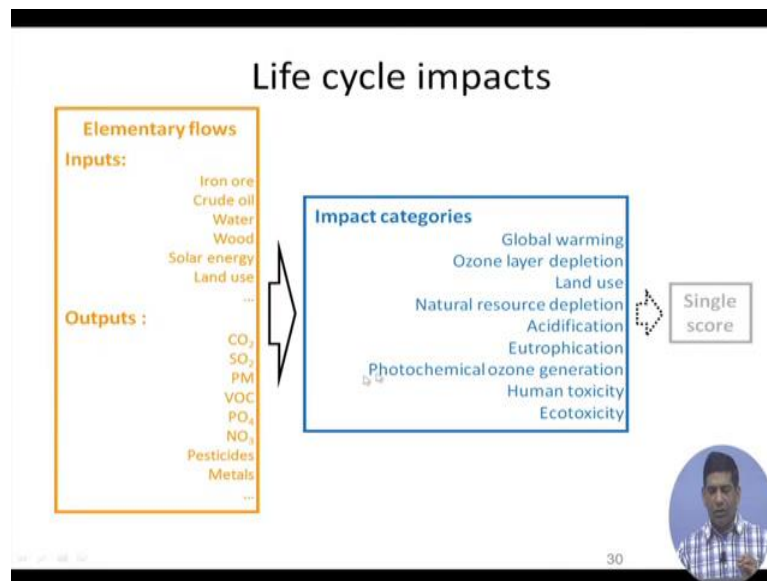 Life cycle impacts
Elementary flows
Inputs:
Iron ore
Crude oil
Water
Wood
Solar energy
Land use
...
Outputs :
CO₂
SO₂
PM
VOC
PO₄
NO₃
Pesticides
Metals
...
Impact categories
Global warming
Ozone layer depletion
Land use
Natural resource depletion
Acidification
Eutrophication
Photochemical ozone generation
Human toxicity
Ecotoxicity
Single
score
30